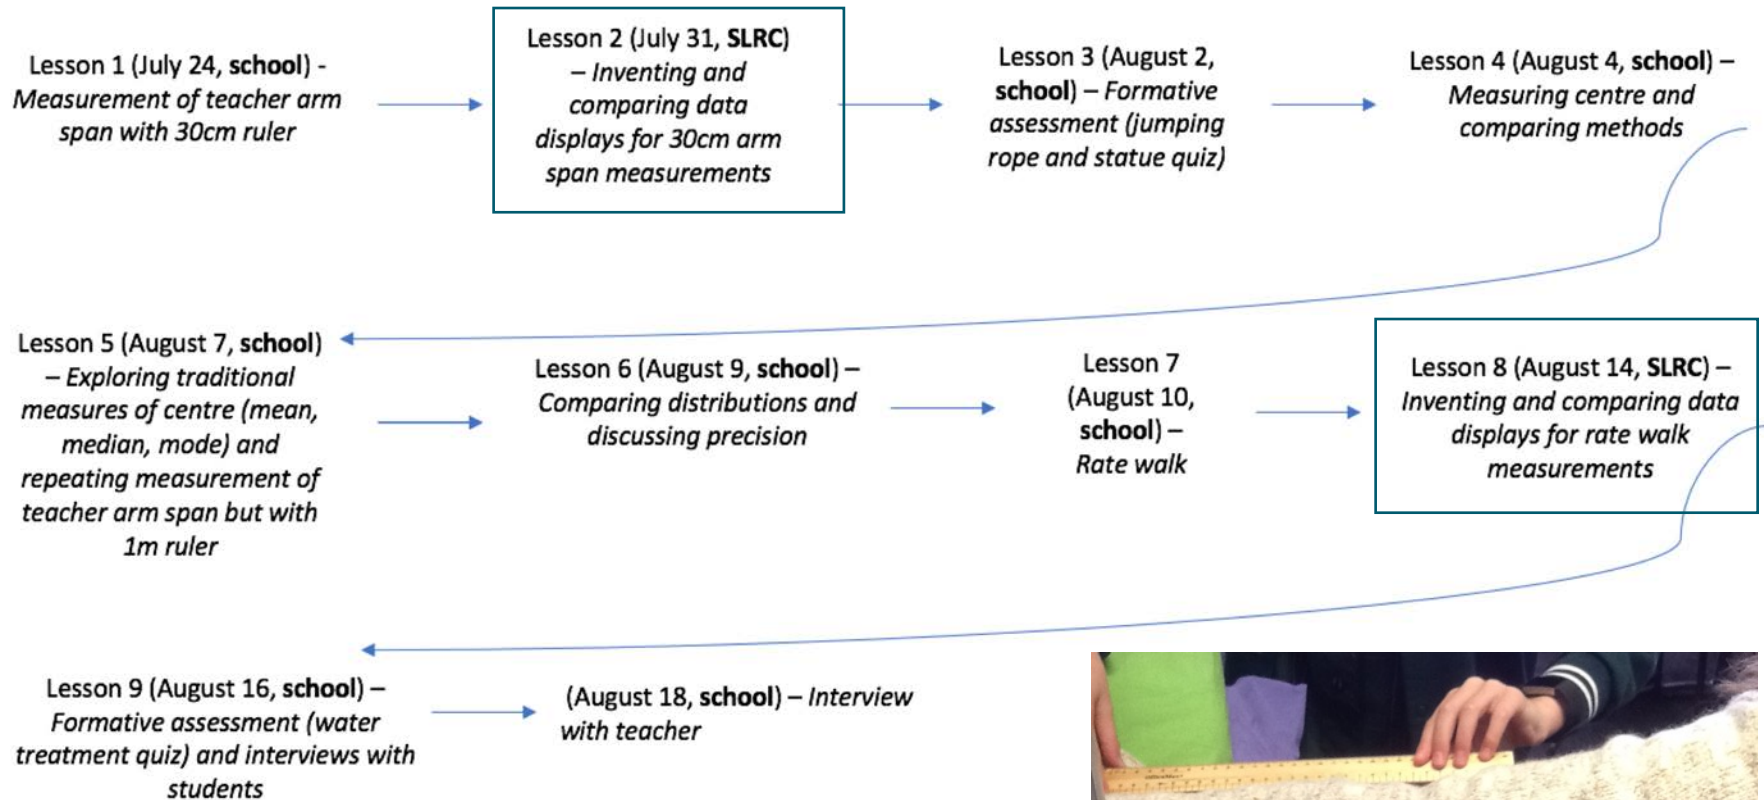 Lesson 1 (July 24, school) -
Measurement of teacher arm
span with 30cm ruler
Lesson 2 (July 31, SLRC)
– Inventing and
comparing data
displays for 30cm arm
span measurements
Lesson 3 (August 2,
school) – Formative
assessment (jumping
rope and statue quiz)
Lesson 4 (August 4, school) –
Measuring centre and
comparing methods
Lesson 5 (August 7, school)
– Exploring traditional
measures of centre (mean,
median, mode) and
repeating measurement of
teacher arm span but with
1m ruler
Lesson 6 (August 9, school) –
Comparing distributions and
discussing precision
Lesson 7
(August 10,
school) –
Rate walk
Lesson 8 (August 14, SLRC) –
Inventing and comparing data
displays for rate walk
measurements
Lesson 9 (August 16, school) –
Formative assessment (water
treatment quiz) and interviews with
students
(August 18, school) – Interview
with teacher